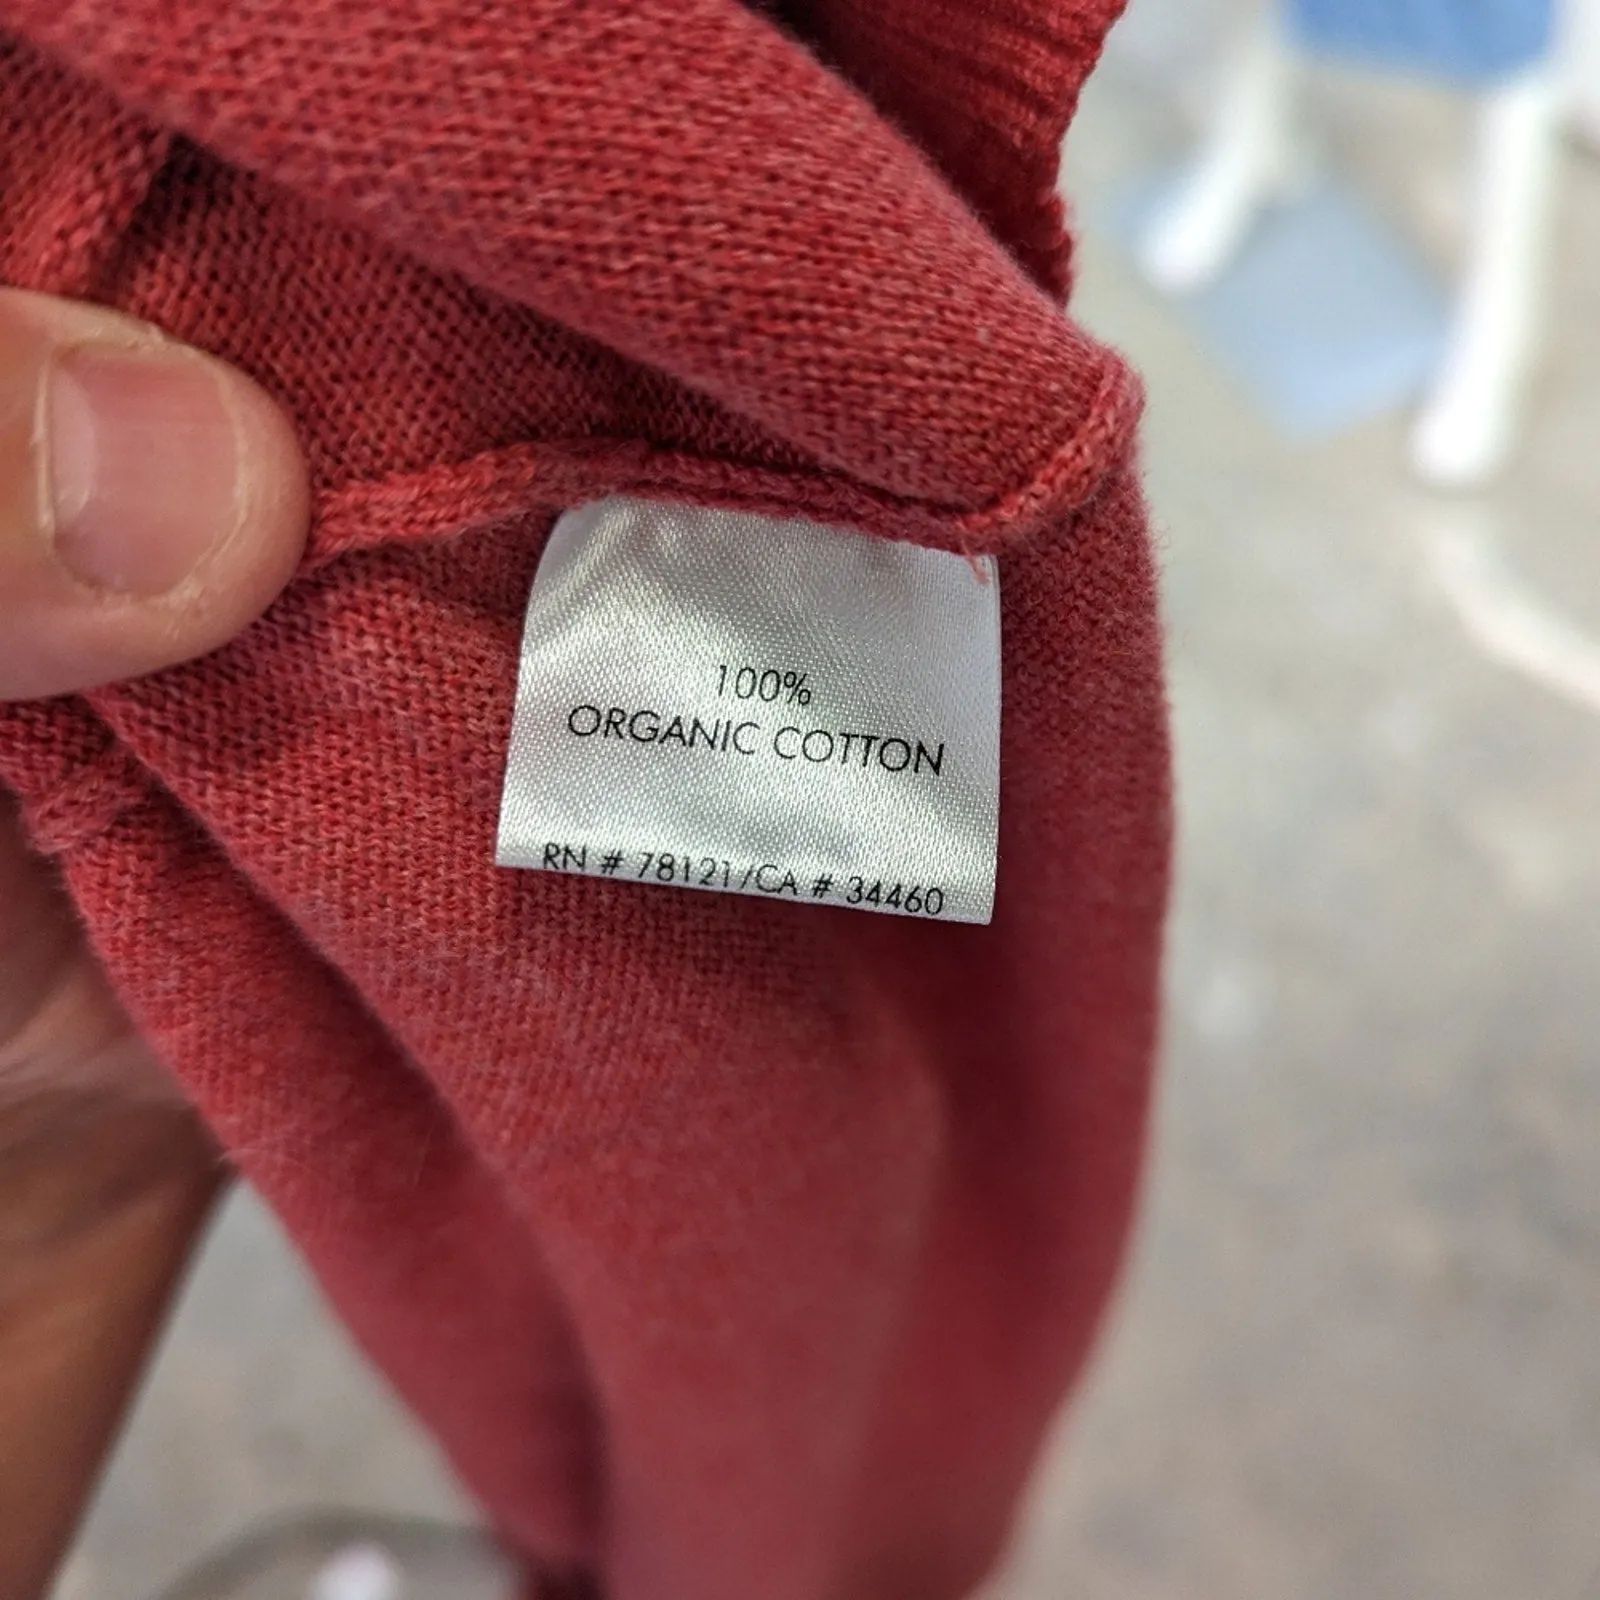 100%
ORGANIC COTTON
RN # 78121/CA # 34460